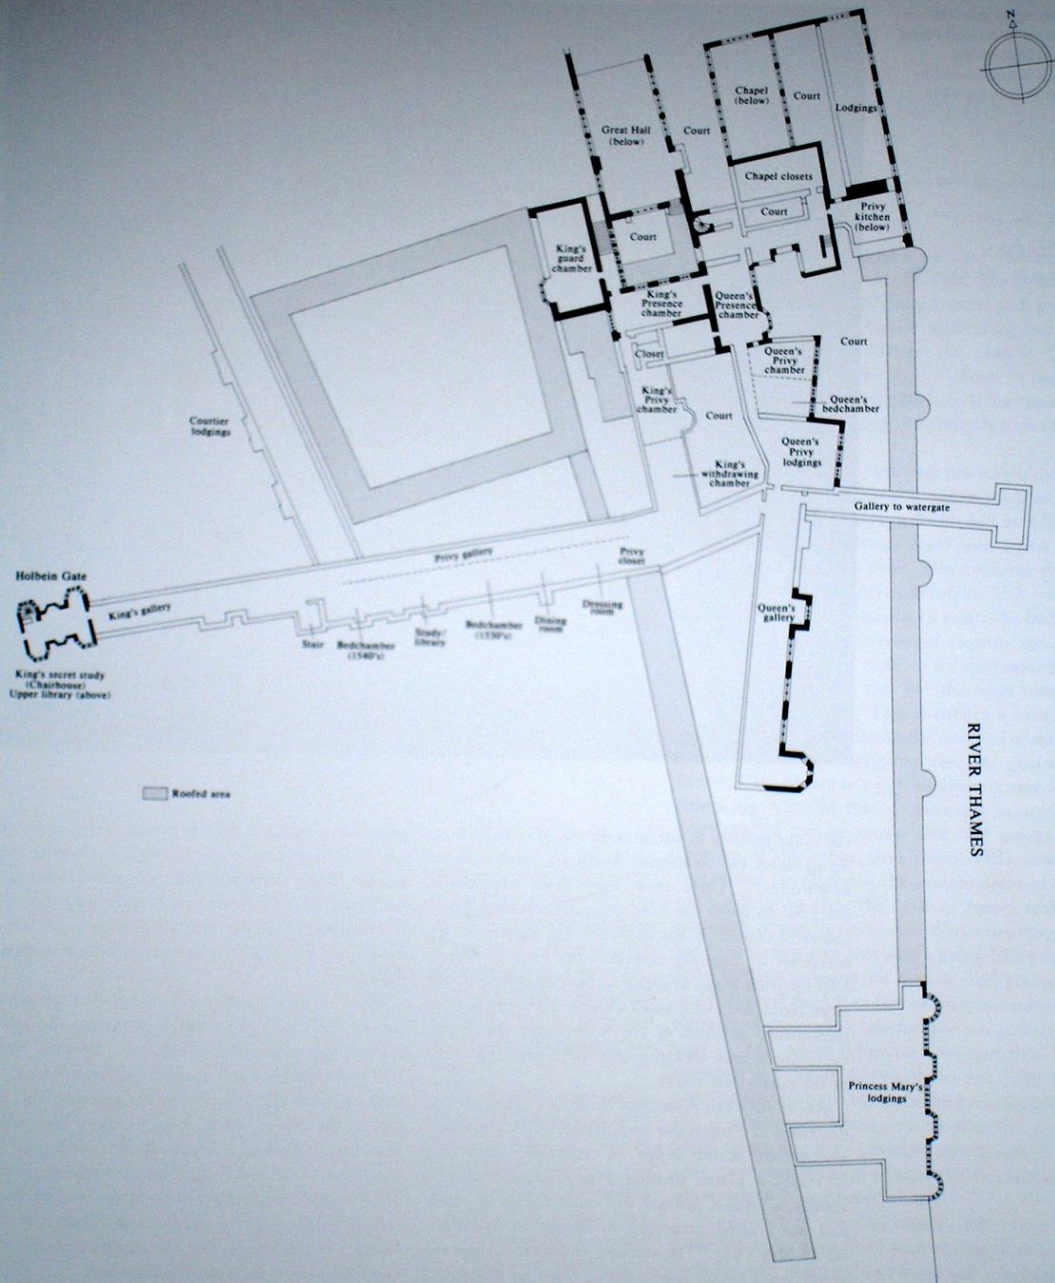 N
Chapel
(below)
Court
Lodgings
Great Hall
(below)
Court
Chapel closets
Court
Privy
kitchen
(below)
Court
King's
guard
chamber
King's
Presence
chamber
Queen's
Presence
chamber
Closet
Queen's
Privy
chamber
Court
King's
Privy
chamber
Court
Queen's
bedchamber
Courtier
lodgings
Queen's
Privy
lodgings
King's
withdrawing
chamber
Gallery to watergate
Privy gallery
Privy
closet
Holbein Gate
King's gallery
Stair
Bedchamber
(1540's)
Study/
library
Bedchamber
(1530's)
Dining
room
Dressing
room
Queen's
gallery
King's secret study
(Chairhouse)
Upper library (above)
Roofed area
RIVER THAMES
Princess Mary's
lodgings